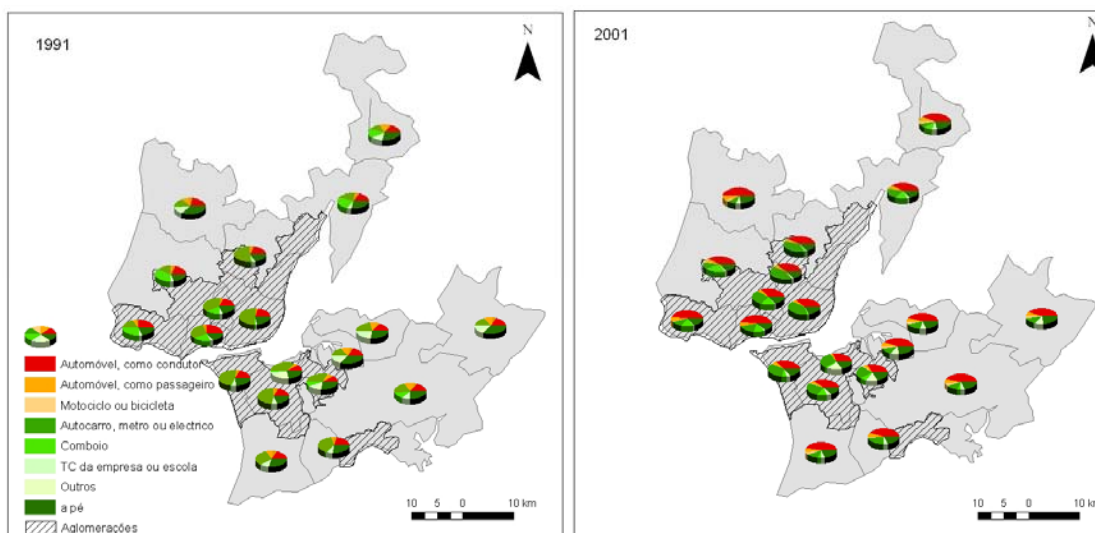 1991
N
Automóvel, como condutor
Automóvel, como passageiro
Motociclo ou bicicleta
Autocarro, metro ou electrico
Comboio
TC da empresa ou escola
Outros
a pé
Aglomerações
10 5 0 10 km
2001
N
10 5 0 10 km